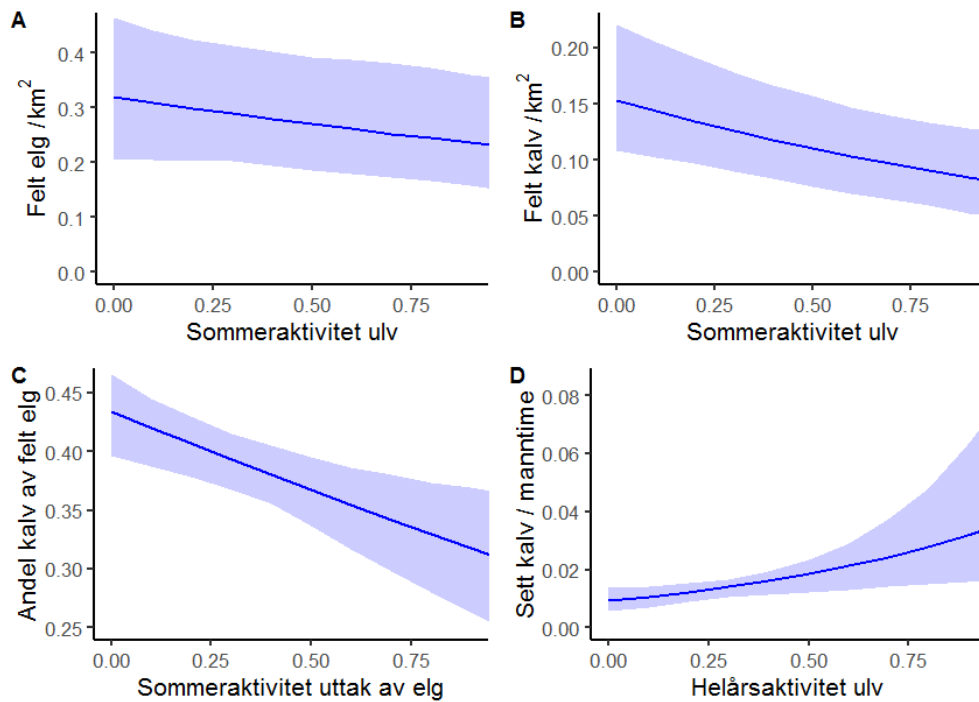 A
Felt elg / km²
0.4
0.3
0.2
0.1
0.0
0.00 0.25 0.50 0.75
Sommeraktivitet ulv
B
Felt kalv / km²
0.20
0.15
0.10
0.05
0.00
0.00 0.25 0.50 0.75
Sommeraktivitet ulv
C
Andel kalv av felt elg
0.45
0.40
0.35
0.30
0.25
0.00 0.25 0.50 0.75
Sommeraktivitet uttak av elg
D
Sett kalv / manntime
0.08
0.06
0.04
0.02
0.00
0.00 0.25 0.50 0.75
Helårsaktivitet ulv